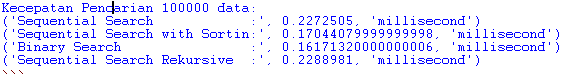 Kecepatan Pencarian 100000 data:
('Sequential Search           :', 0.2272505, 'millisecond')
('Sequential Search with Sortin:', 0.17044079999999998, 'millisecond')
('Binary Search               :', 0.16171320000000006, 'millisecond')
('Sequential Search Rekursive  :', 0.2288981, 'millisecond')
```